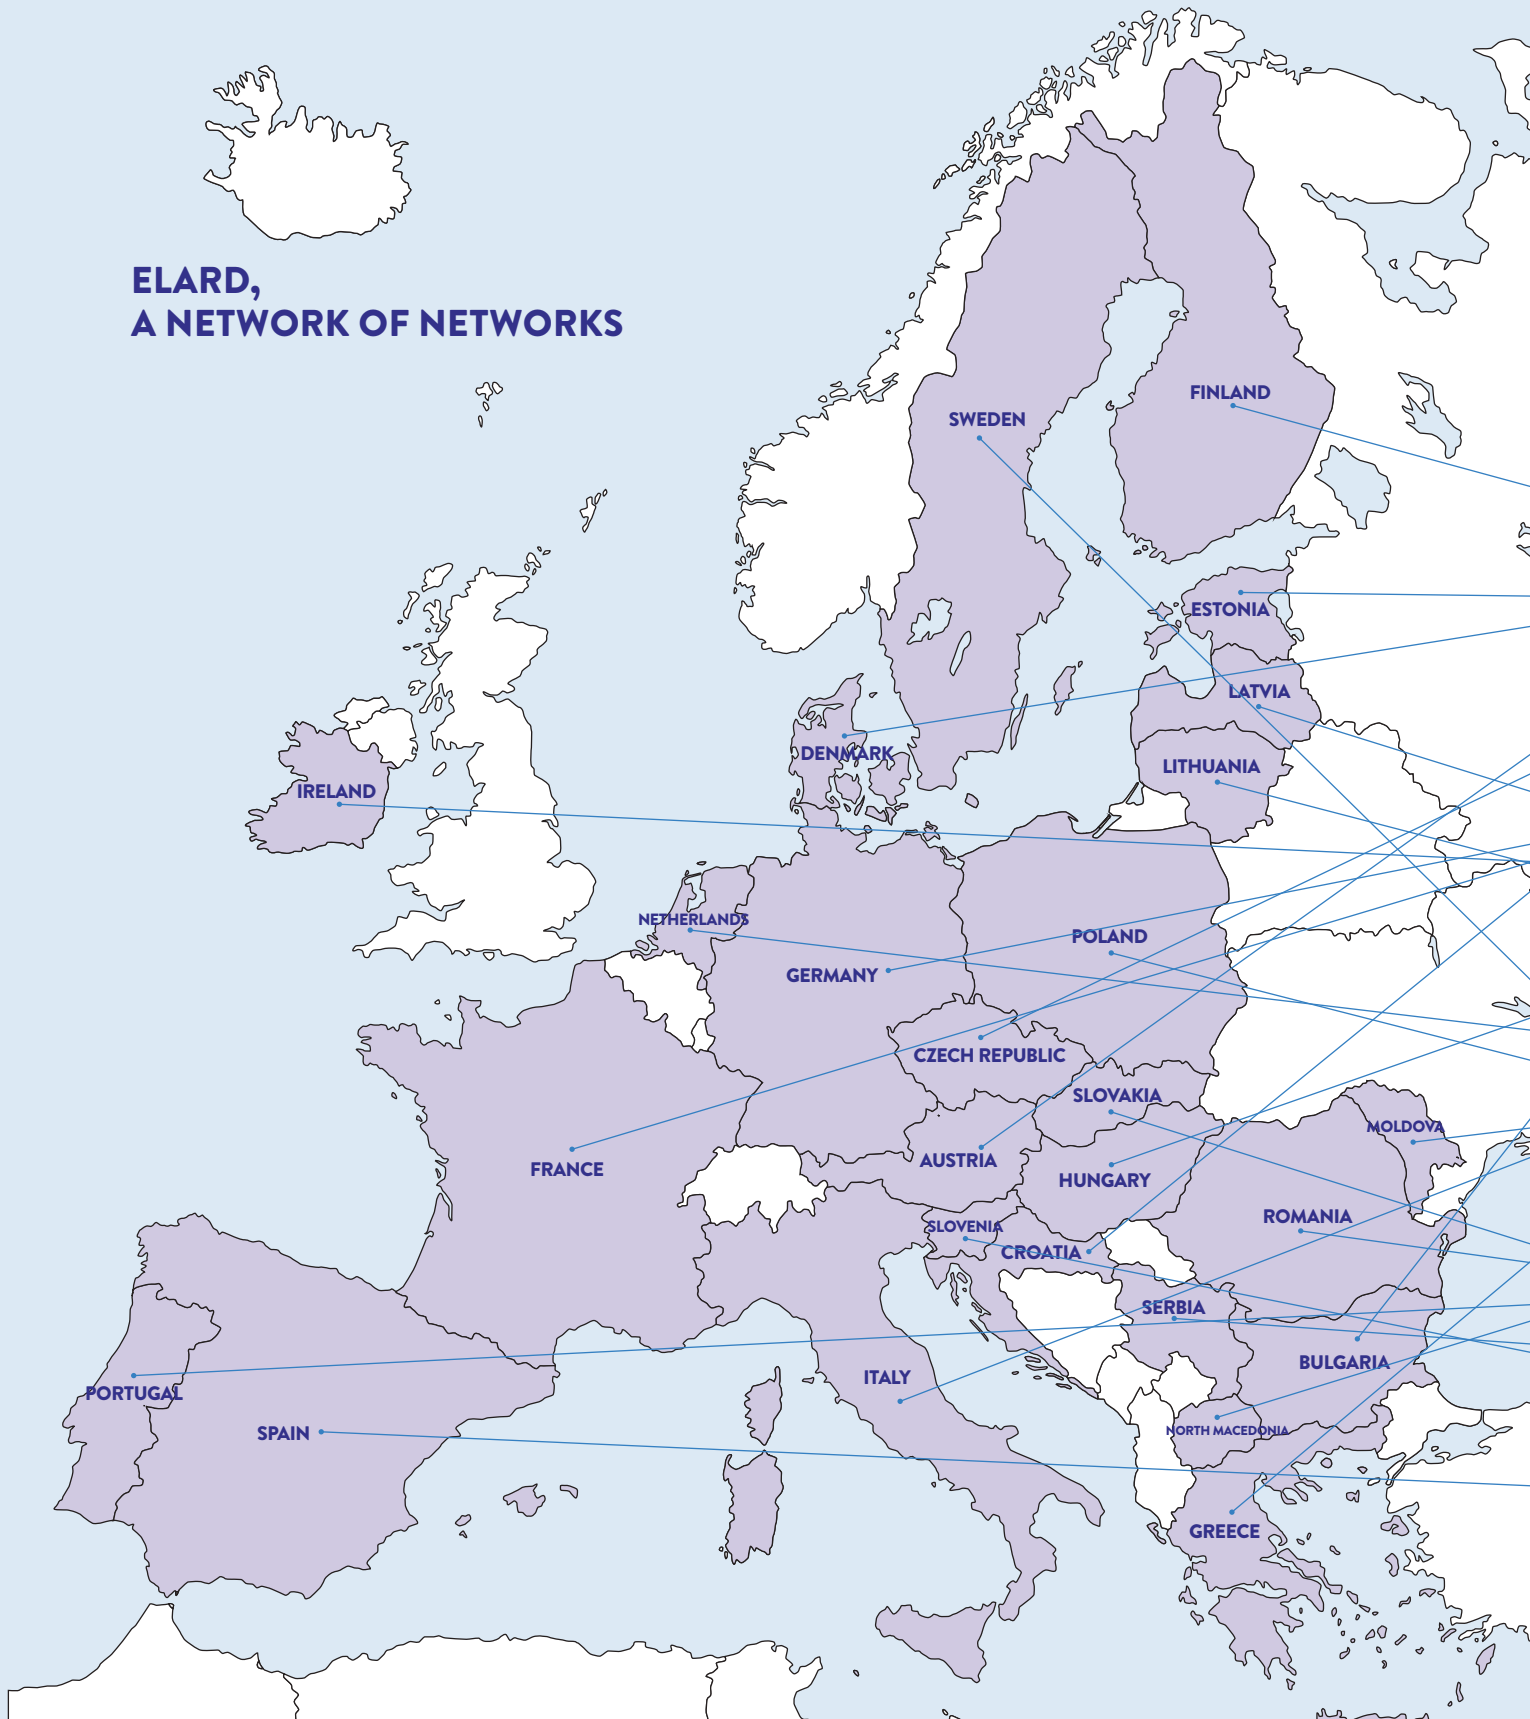 ELARD,
A NETWORK OF NETWORKS
FINLAND
SWEDEN
ESTONIA
LATVIA
DENMARK
LITHUANIA
IRELAND
NETHERLANDS
POLAND
GERMANY
CZECH REPUBLIC
SLOVAKIA
MOLDOVA
AUSTRIA
FRANCE
HUNGARY
ROMANIA
SLOVENIA
CROATIA
SERBIA
BULGARIA
ITALY
PORTUGAL
SPAIN
NORTH MACEDONIA
GREECE